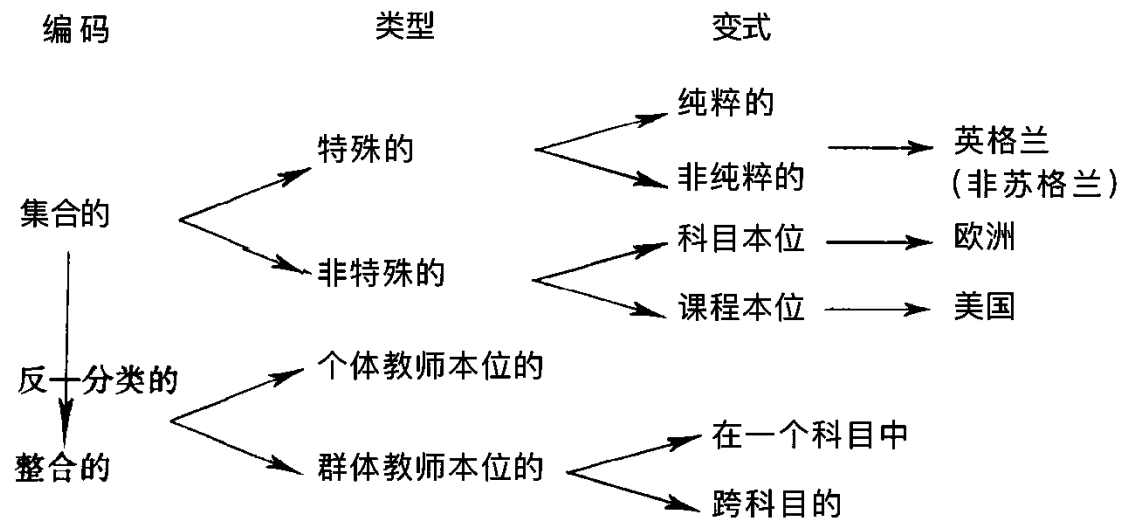 编码 类型 变式
纯粹的
特殊的
英格兰
非纯粹的
(非苏格兰)
集合的
科目本位 欧洲
非特殊的
课程本位 美国
个体教师本位的
反一分类的
在一个科目中
整合的 群体教师本位的
跨科目的